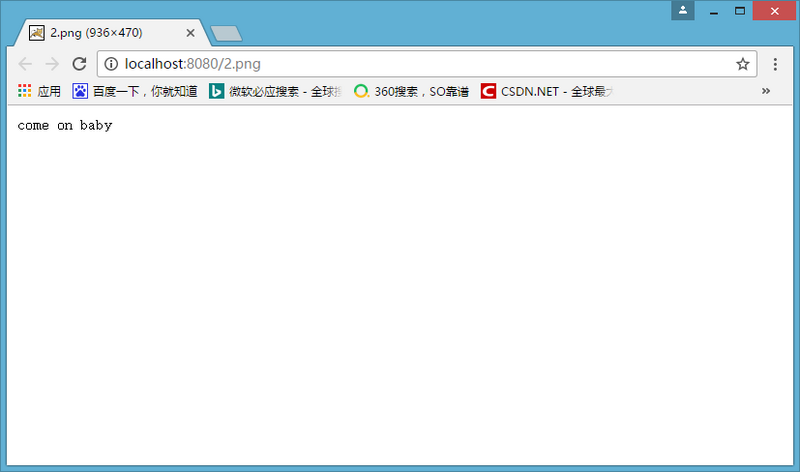 2.png (936×470)
localhost:8080/2.png
应用 百度一下，你就知道 微软必应搜索 - 全球 360搜索，SO靠谱 CSDN.NET - 全球最 »
come on baby